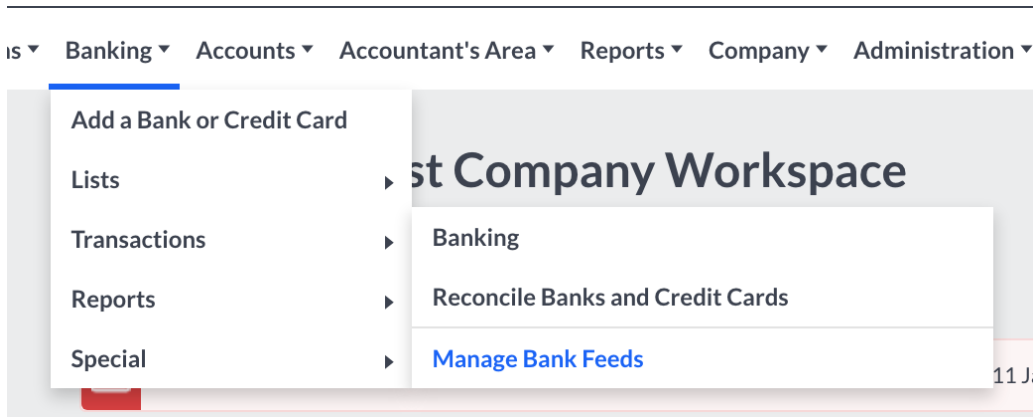 Banking
Accounts
Accountant's Area
Reports
Company
Administration
Add a Bank or Credit Card
Lists
st Company Workspace
Transactions
Banking
Reports
Reconcile Banks and Credit Cards
Special
Manage Bank Feeds
11 J